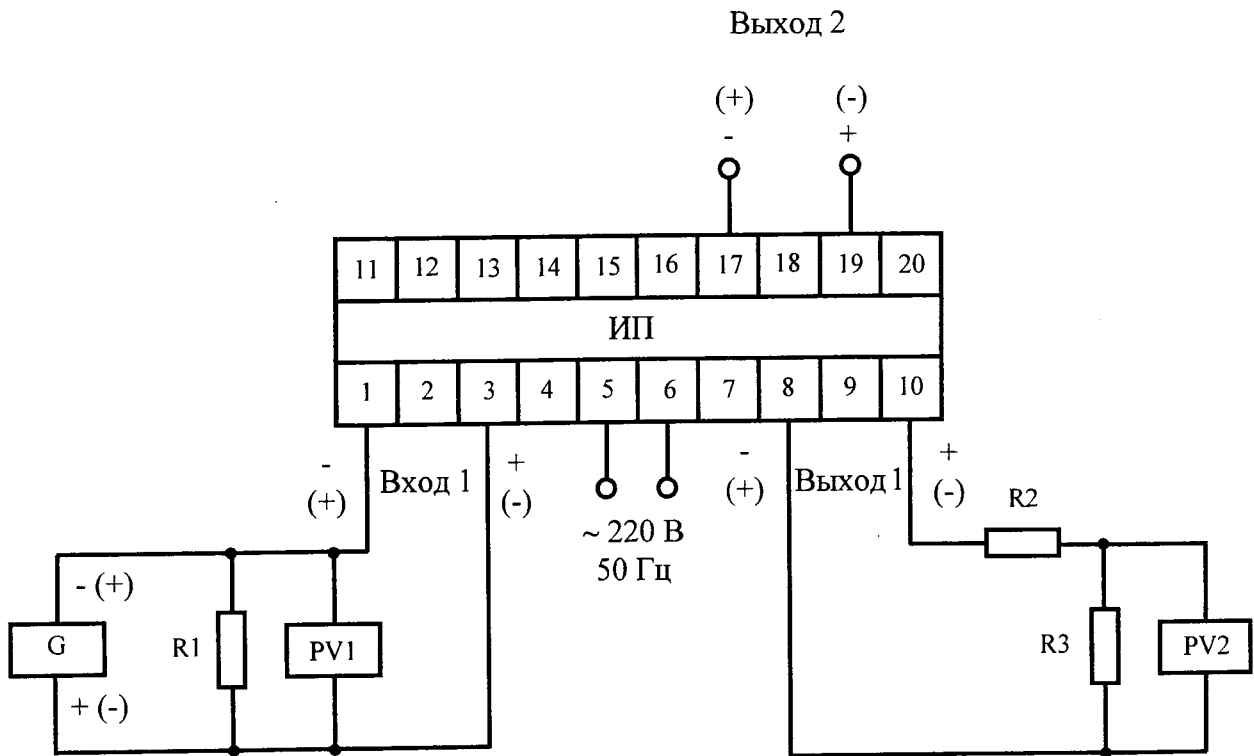 Выход 2
(+) (-)
- +
11 12 13 14 15 16 17 18 19 20
ИП
1 2 3 4 5 6 7 8 9 10
- + - +
(+) Вход 1 (-) (+) Выход 1 (-)
~ 220 В
50 Гц
R2
- (+)
G R1 PV1 R3 PV2
+ (-)